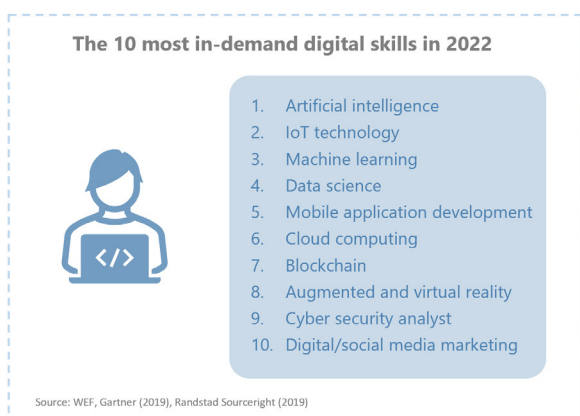 The 10 most in-demand digital skills in 2022
1. Artificial intelligence
2. IoT technology
3. Machine learning
4. Data science
5. Mobile application development
6. Cloud computing
7. Blockchain
8. Augmented and virtual reality
9. Cyber security analyst
10. Digital/social media marketing
</>
Source: WEF, Gartner (2019), Randstad Sourceright (2019)